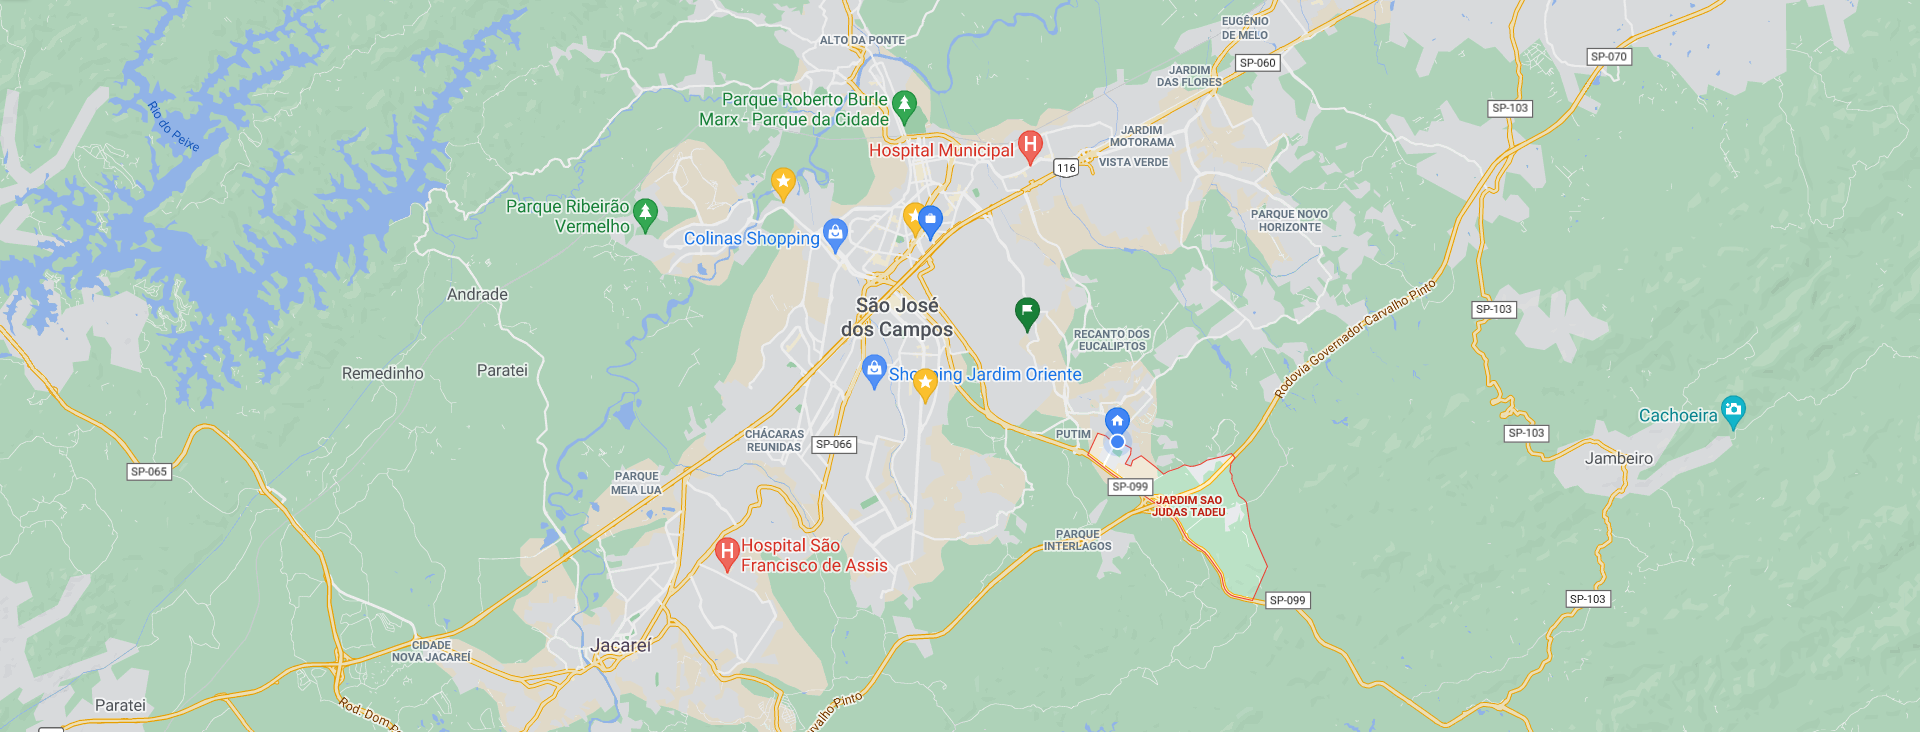 EUGÊNIO
DE MELO
ALTO DA PONTE
SP-070
SP-060
JARDIM
DAS FLORES
Parque Roberto Burle
Marx - Parque da Cidade
SP-103
Rio do Peixe
JARDIM
MOTORAMA
Hospital Municipal
H
116
VISTA VERDE
Parque Ribeirão
Vermelho
PARQUE NOVO
HORIZONTE
Colinas Shopping
Andrade
São José
dos Campos
SP-103
Rodovia Governador Carvalho Pinto
RECANTO DOS
EUCALIPTOS
Remedinho
Paratei
Shopping Jardim Oriente
Cachoeira
CHÁCARAS
REUNIDAS
SP-066
PUTIM
SP-103
Jambeiro
SP-065
PARQUE
MEIA LUA
SP-099
JARDIM SAO
JUDAS TADEU
PARQUE
INTERLAGOS
H
Hospital São
Francisco de Assis
SP-099
SP-103
Jacareí
CIDADE
NOVA JACAREÍ
Paratei
Rod. Dom P
rvalho Pinto